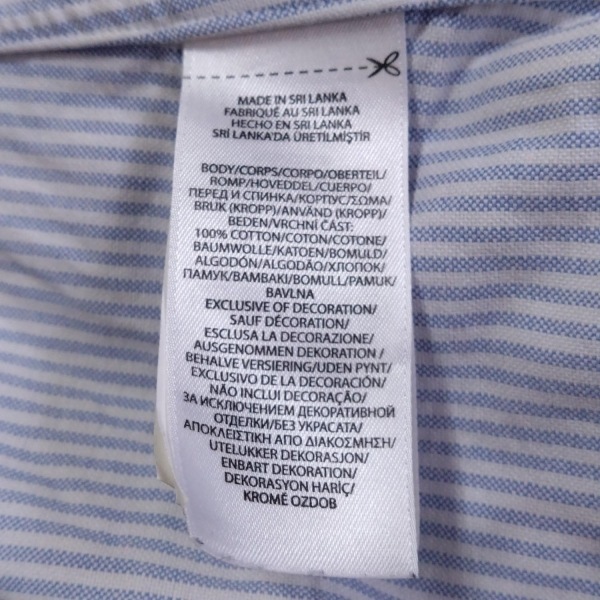 MADE IN SRI LANKA
FABRIQUÉ AU SRI LANKA
HECHO EN SRI LANKA
SRİ LANKA'DA ÜRETİLMİŞTİR
BODY/CORPS/CORPO/OBERTEIL/
ROMP/HOVEDDEL/CUERPO/
ПЕРЕД И СПИНКА/КОРПУС/ΣΩΜΑ/
BRUK (KROPP)/ANVÄND (KROPP)/
BEDEN/VRCHNÍ ČÁST:
100% COTTON/COTON/COTONE/
BAUMWOLLE/KATOEN/BOMULD/
ALGODÓN/ALGODÃO/ХЛОПОК/
ПАМУК/BAMBAKI/BOMULL/PAMUK/
BAVLNA
EXCLUSIVE OF DECORATION/
SAUF DÉCORATION/
ESCLUSA LA DECORAZIONE/
AUSGENOMMEN DEKORATION /
BEHALVE VERSIERING/UDEN PYNT/
EXCLUSIVO DE LA DECORACIÓN/
NÃO INCLUI DECORAÇÃO/
ЗА ИСКЛЮЧЕНИЕМ ДЕКОРАТИВНОЙ
ОТДЕЛКИ/БЕЗ УКРАСАТА/
ΑΠΟΚΛΕΙΣΤΙΚΗ ΑΠΟ ΔΙΑΚΟΣΜΗΣΗ/
UTELUKKER DEKORASJON/
ENBART DEKORATION/
DEKORASYON HARİÇ/
KROMĚ OZDOB